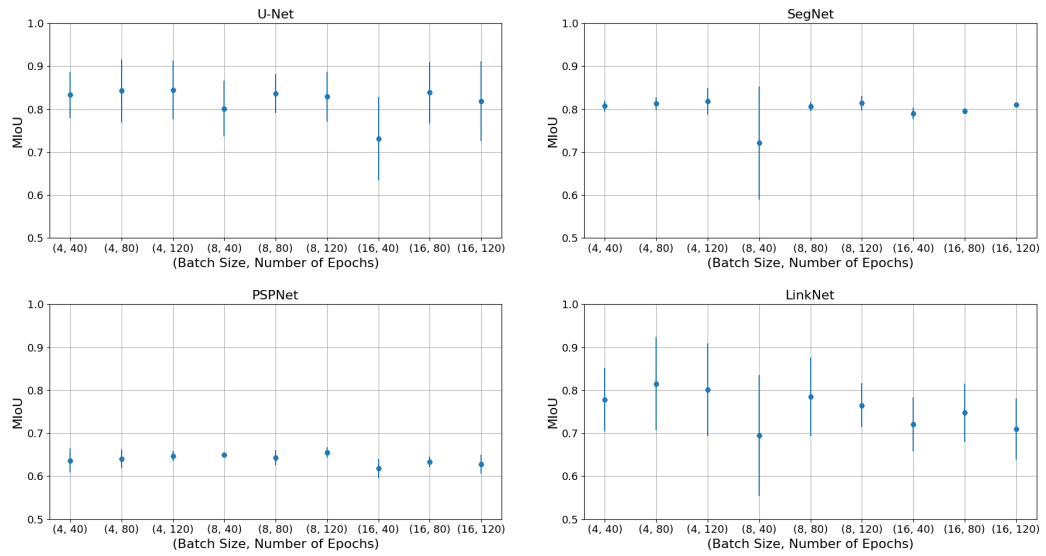 U-Net
1.0
0.9
0.8
0.7
0.6
0.5
MIoU
(4, 40) (4, 80) (4, 120) (8, 40) (8, 80) (8, 120) (16, 40) (16, 80) (16, 120)
(Batch Size, Number of Epochs)
SegNet
1.0
0.9
0.8
0.7
0.6
0.5
MIoU
(4, 40) (4, 80) (4, 120) (8, 40) (8, 80) (8, 120) (16, 40) (16, 80) (16, 120)
(Batch Size, Number of Epochs)
PSPNet
1.0
0.9
0.8
0.7
0.6
0.5
MIoU
(4, 40) (4, 80) (4, 120) (8, 40) (8, 80) (8, 120) (16, 40) (16, 80) (16, 120)
(Batch Size, Number of Epochs)
LinkNet
1.0
0.9
0.8
0.7
0.6
0.5
MIoU
(4, 40) (4, 80) (4, 120) (8, 40) (8, 80) (8, 120) (16, 40) (16, 80) (16, 120)
(Batch Size, Number of Epochs)